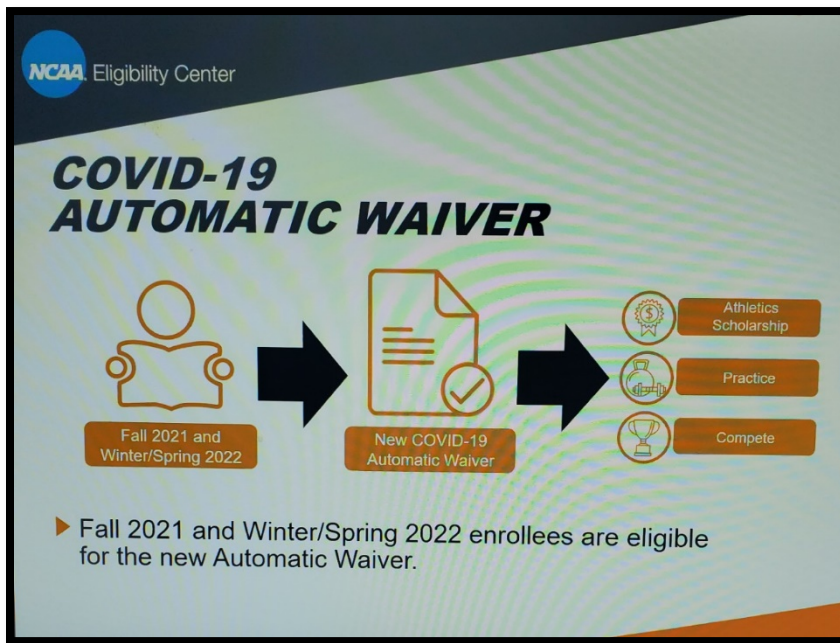 NCAA. Eligibility Center
COVID-19
AUTOMATIC WAIVER
Fall 2021 and
Winter/Spring 2022
New COVID-19
Automatic Waiver
Athletics
Scholarship
Practice
Compete
Fall 2021 and Winter/Spring 2022 enrollees are eligible
for the new Automatic Waiver.